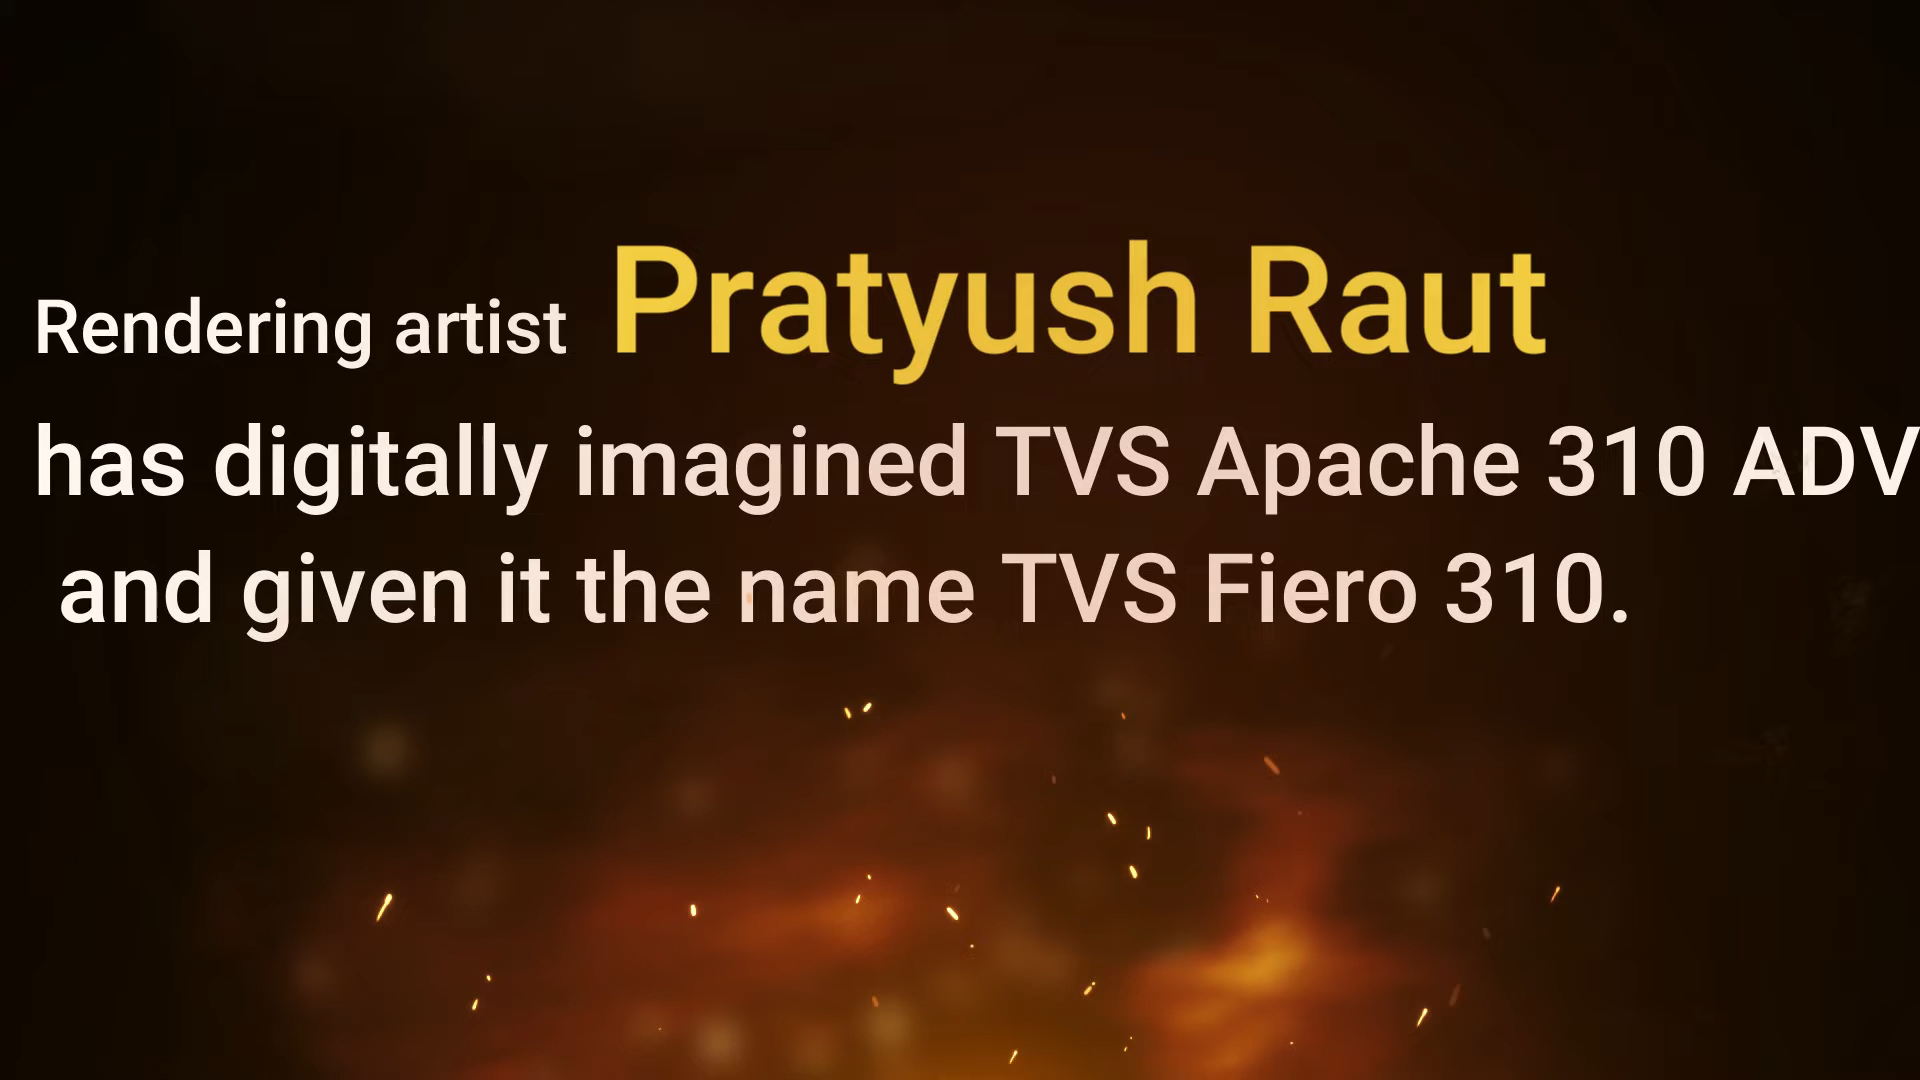 Rendering artist Pratyush Raut
has digitally imagined TVS Apache 310 ADV
and given it the name TVS Fiero 310.